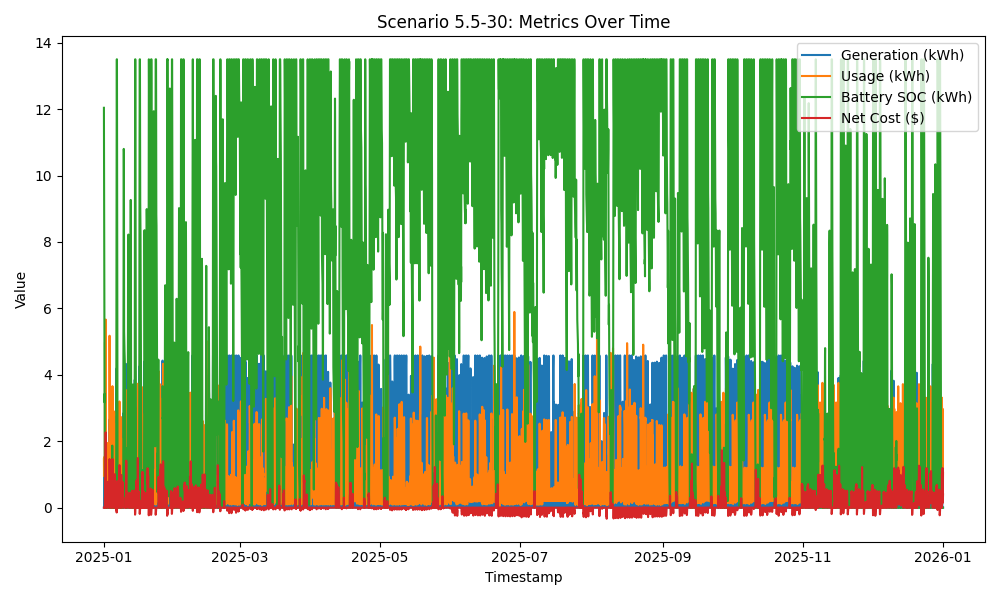 Scenario 5.5-30: Metrics Over Time
Generation (kWh)
Usage (kWh)
Battery SOC (kWh)
Net Cost ($)
Value
14
12
10
8
6
4
2
0
2025-01
2025-03
2025-05
2025-07
2025-09
2025-11
2026-01
Timestamp